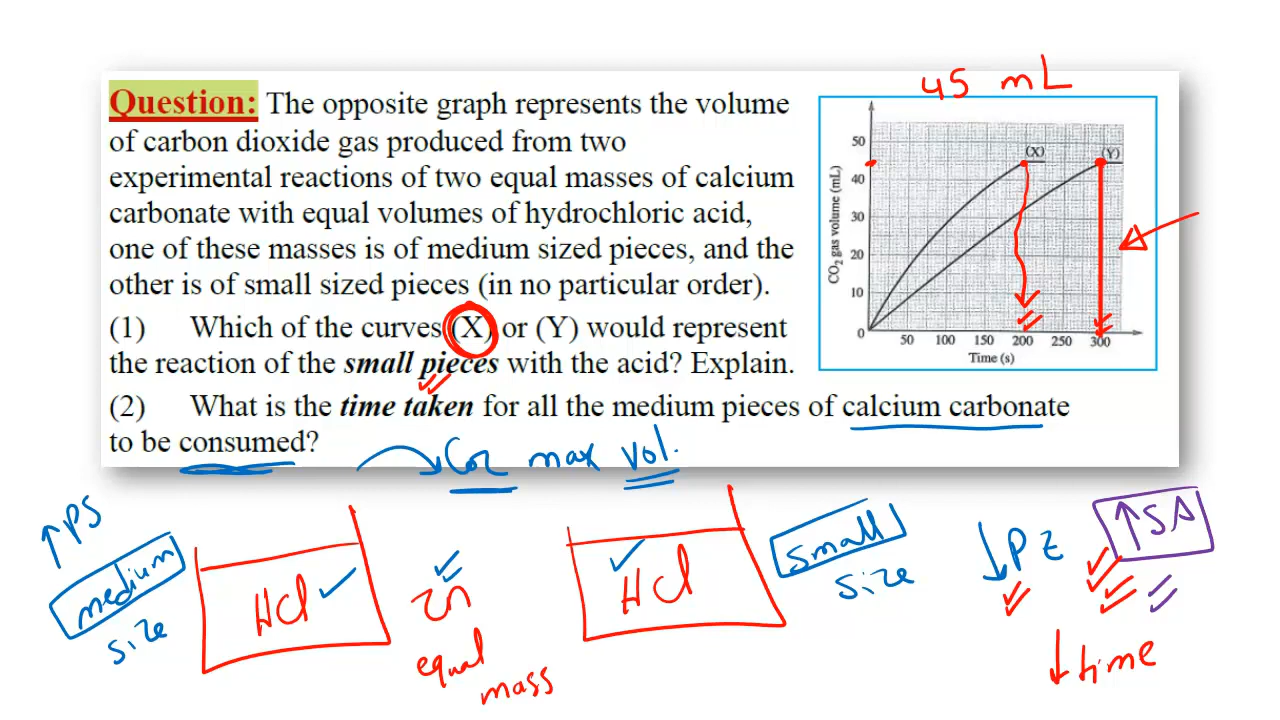 45 mL
Question: The opposite graph represents the volume
of carbon dioxide gas produced from two
experimental reactions of two equal masses of calcium
carbonate with equal volumes of hydrochloric acid,
one of these masses is of medium sized pieces, and the
other is of small sized pieces (in no particular order).
(1) Which of the curves (X) or (Y) would represent
the reaction of the small pieces with the acid? Explain.
(2) What is the time taken for all the medium pieces of calcium carbonate
to be consumed?
CO₂ gas volume (mL)
50
40
30
20
10
0
(X)
(Y)
50 100 150 200 250 300
Time (s)
Co2 max vol.
↑PS
medium
size
HCl
Zn
equal
mass
HCl
small
size
↓PZ
↑SA
↓time